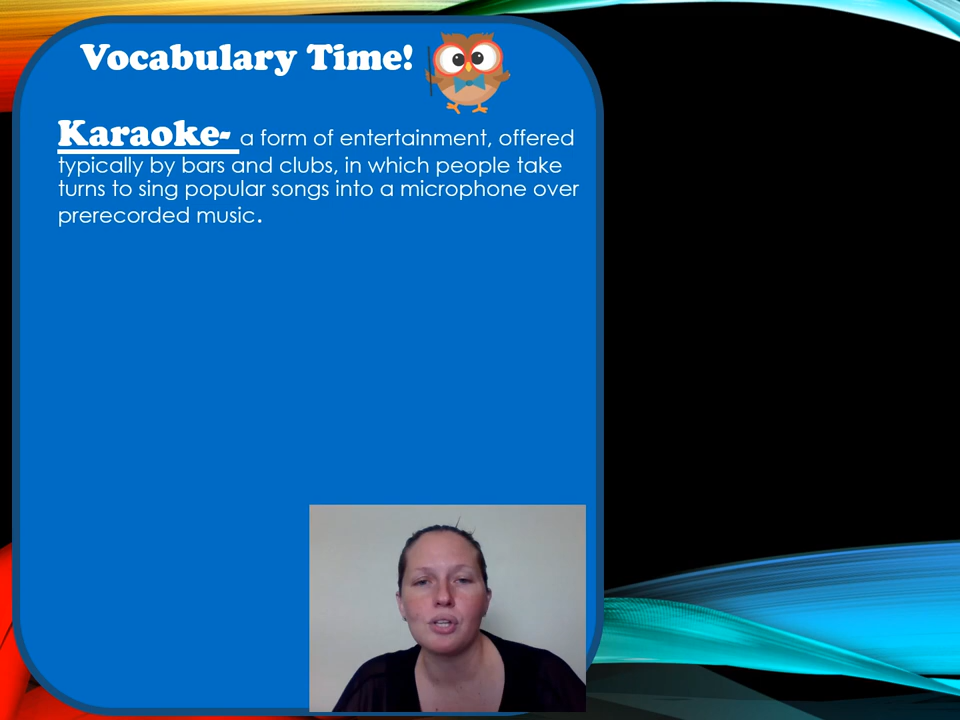 Vocabulary Time!
Karaoke- a form of entertainment, offered
typically by bars and clubs, in which people take
turns to sing popular songs into a microphone over
prerecorded music.